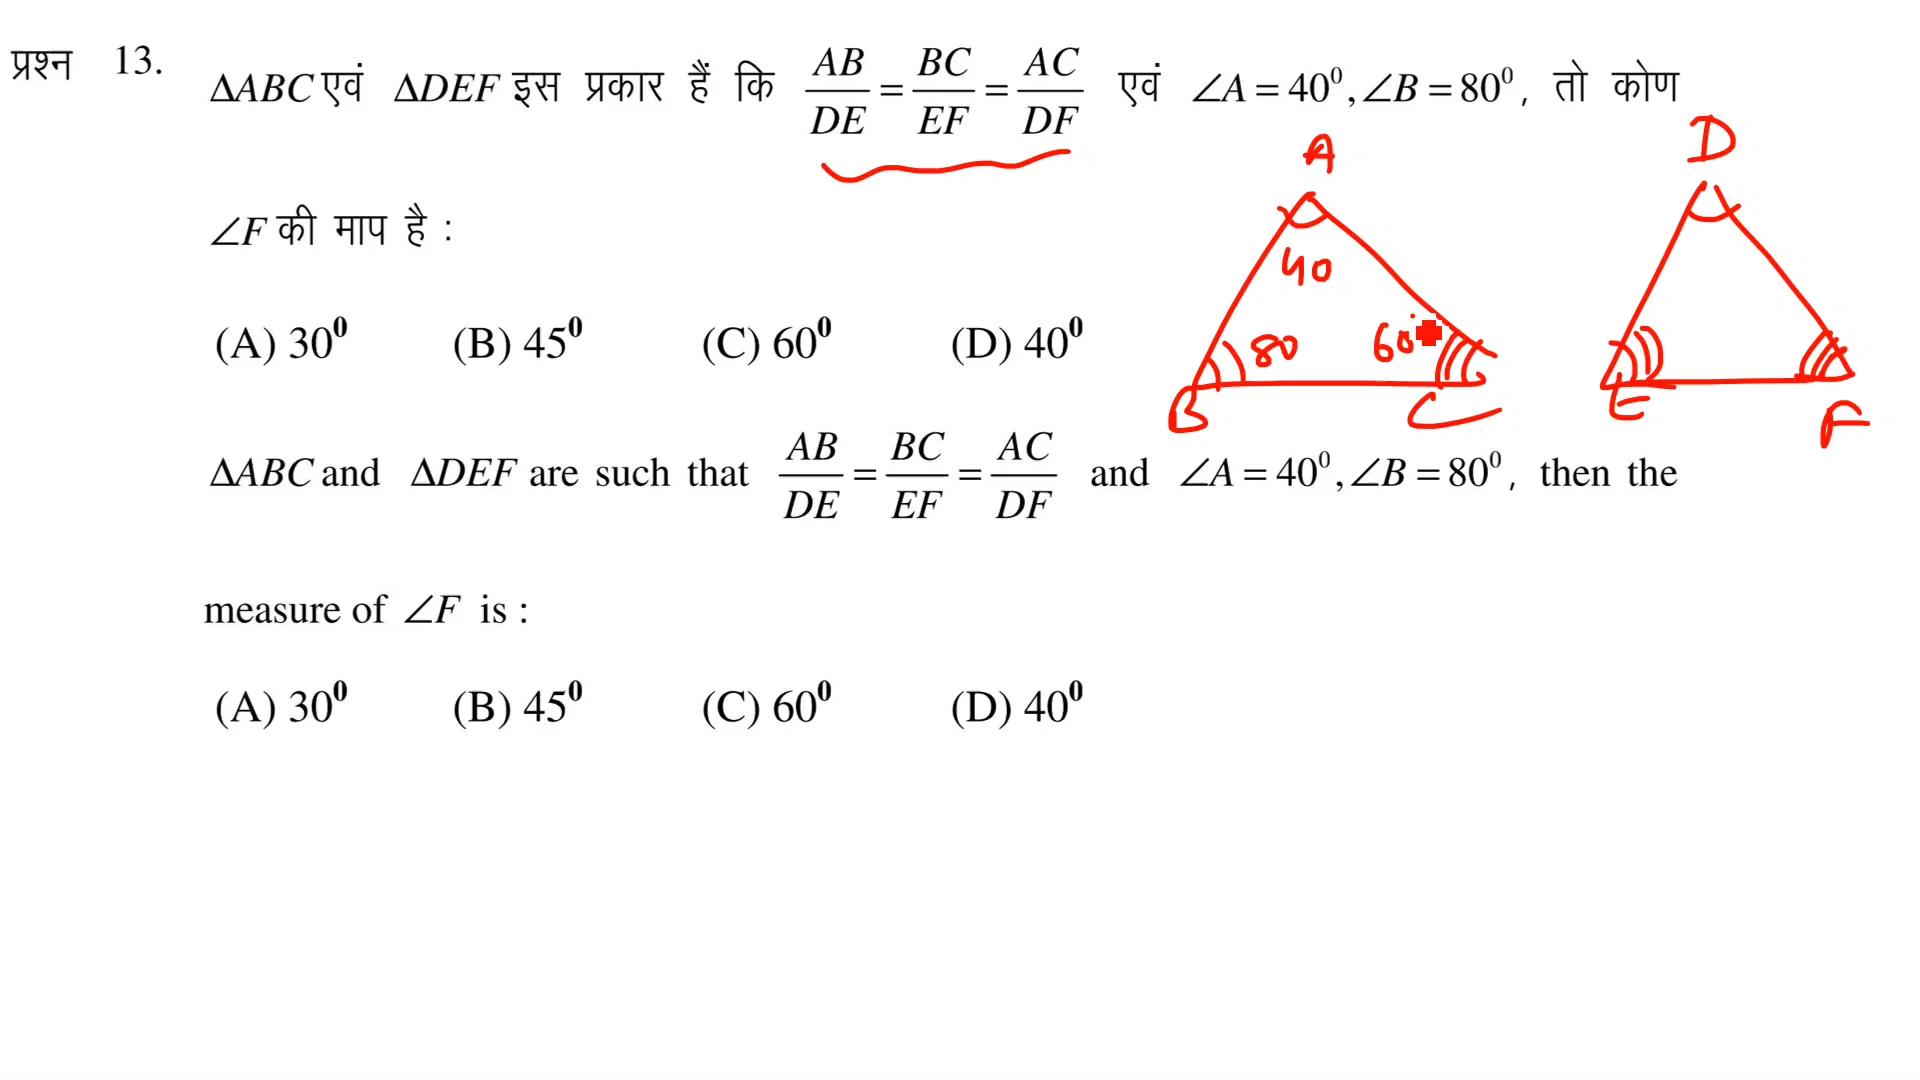 प्रश्न 13. ΔABC एवं ΔDEF इस प्रकार हैं कि AB/DE = BC/EF = AC/DF एवं ∠A = 40⁰, ∠B = 80⁰, तो कोण
∠F की माप है :
(A) 30⁰ (B) 45⁰ (C) 60⁰ (D) 40⁰
A D
40
80 60
B C E F
ΔABC and ΔDEF are such that AB/DE = BC/EF = AC/DF and ∠A = 40⁰, ∠B = 80⁰, then the
measure of ∠F is :
(A) 30⁰ (B) 45⁰ (C) 60⁰ (D) 40⁰